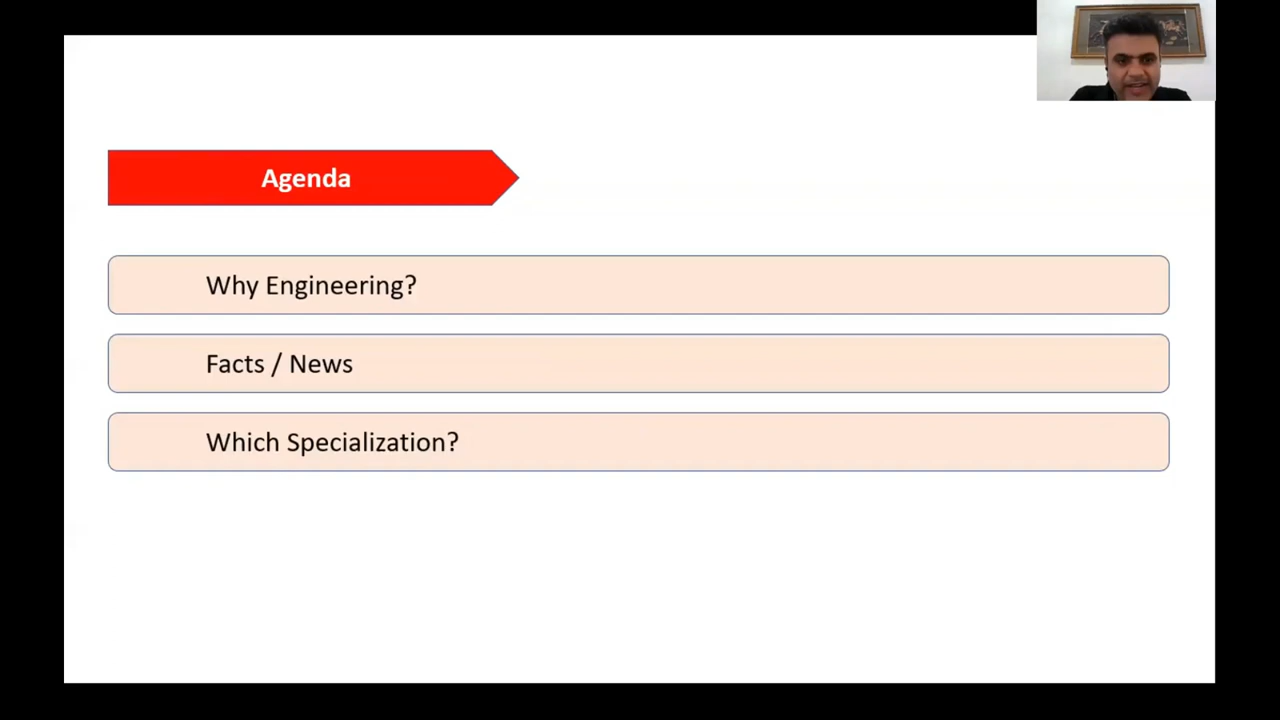 Agenda
Why Engineering?
Facts / News
Which Specialization?